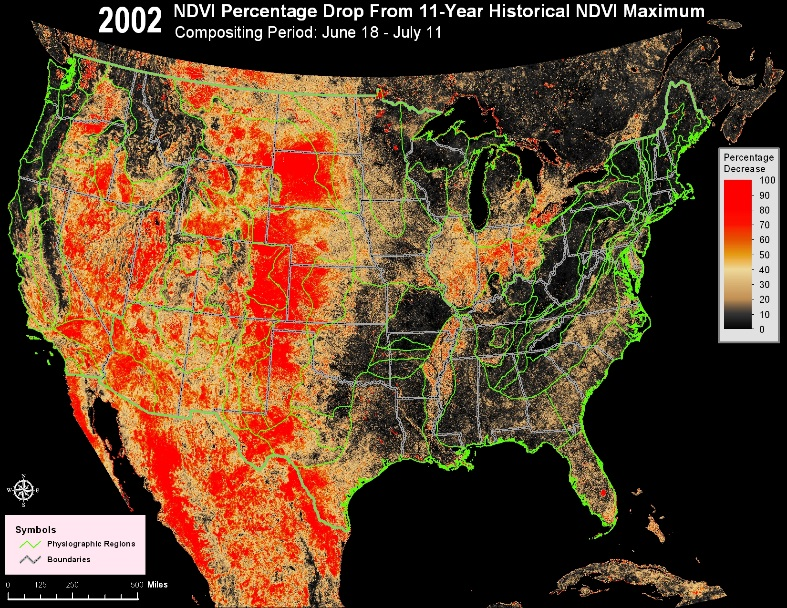 2002
NDVI Percentage Drop From 11-Year Historical NDVI Maximum
Compositing Period: June 18 - July 11
Percentage
Decrease
100
90
80
70
60
50
40
30
20
10
0
N
W E
S
Symbols
Physiographic Regions
Boundaries
0 125 250 500 Miles